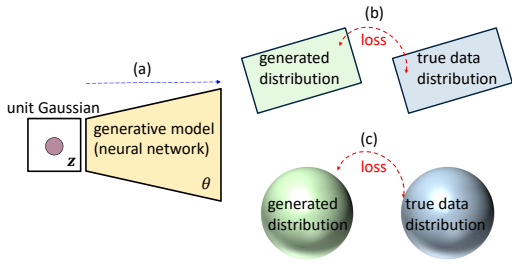 (a)
unit Gaussian
z
generative model
(neural network)
θ
(b)
loss
generated
distribution
true data
distribution
(c)
loss
generated
distribution
true data
distribution